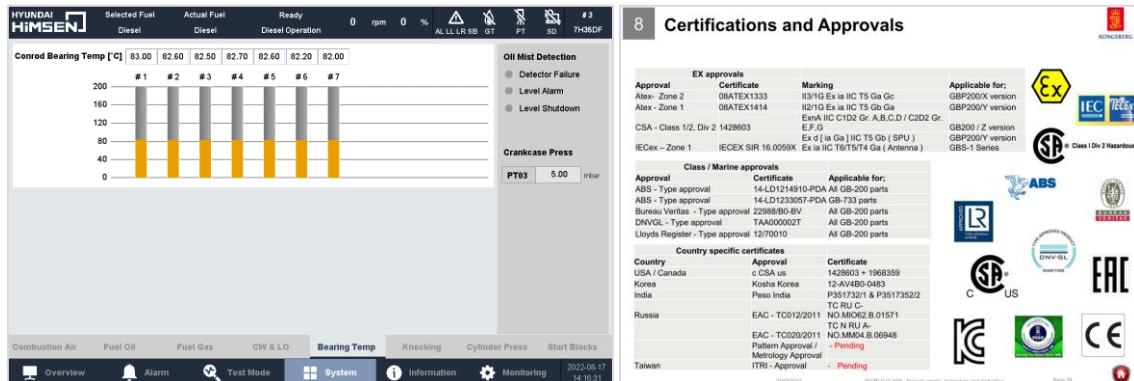 HYUNDAI
HiMSEN
Selected Fuel
Diesel
Actual Fuel
Diesel
Ready
Diesel Operation
0 rpm 0 %
AL LL LR SB GT PT SD
#3
7H35DF
Conrod Bearing Temp [°C] 83.00 82.60 82.50 82.70 82.60 82.20 82.00
#1 #2 #3 #4 #5 #6 #7
200
160
120
80
40
0
Oil Mist Detection
Detector Failure
Level Alarm
Level Shutdown
Crankcase Press
PT03 5.00 mbar
Combustion Air Fuel Oil Fuel Gas CW & LO Bearing Temp Knocking Cylinder Press Start Blocks
Overview Alarm Test Mode System Information Monitoring
2022-08-17
14:16:31
8 Certifications and Approvals
KONGSBERG
EX approvals
Approval Certificate Marking Applicable for;
Atex- Zone 2 08ATEX1333 II3/1G Ex ia IIC T5 Ga Gc GBP200/X version
Atex - Zone 1 08ATEX1414 II2/1G Ex ia IIC T5 Gb Ga GBP200/Y version
CSA - Class 1/2, Div 2 1428603 ExnA IIC C1D2 Gr. A,B,C,D / C2D2 Gr. E,F,G GB200 / Z version
Ex d [ ia Ga ] IIC T5 Gb ( SPU ) GBP200/Y version
IECex – Zone 1 IECEX SIR 16.0059X Ex ia IIC T6/T5/T4 Ga ( Antenna ) GBS-1 Series
Class / Marine approvals
Approval Certificate Applicable for;
ABS - Type approval 14-LD1214910-PDA All GB-200 parts
ABS - Type approval 14-LD1233057-PDA GB-733 parts
Bureau Veritas - Type approval 22988/B0-BV All GB-200 parts
DNVGL - Type approval TAA000002T All GB-200 parts
Lloyds Register - Type approval 12/70010 All GB-200 parts
Country specific certificates
Country Approval Certificate
USA / Canada c CSA us 1428603 + 1968359
Korea Kosha Korea 12-AV4B0-0483
India Peso India P351732/1 & P3517352/2
Russia EAC - TC012/2011 TC RU C-NO.MIO62.B.01571
EAC - TC020/2011 TC N RU A-NO.MM04.B.06948
Pattern Approval / Metrology Approval - Pending
Taiwan ITRI - Approval - Pending
Ex
IEC IECEx
Class I Div 2 Hazardous
ABS
APPROVED
LR
BUREAU
VERITAS
DNV·GL
MARITIME
C US
EAC
CE